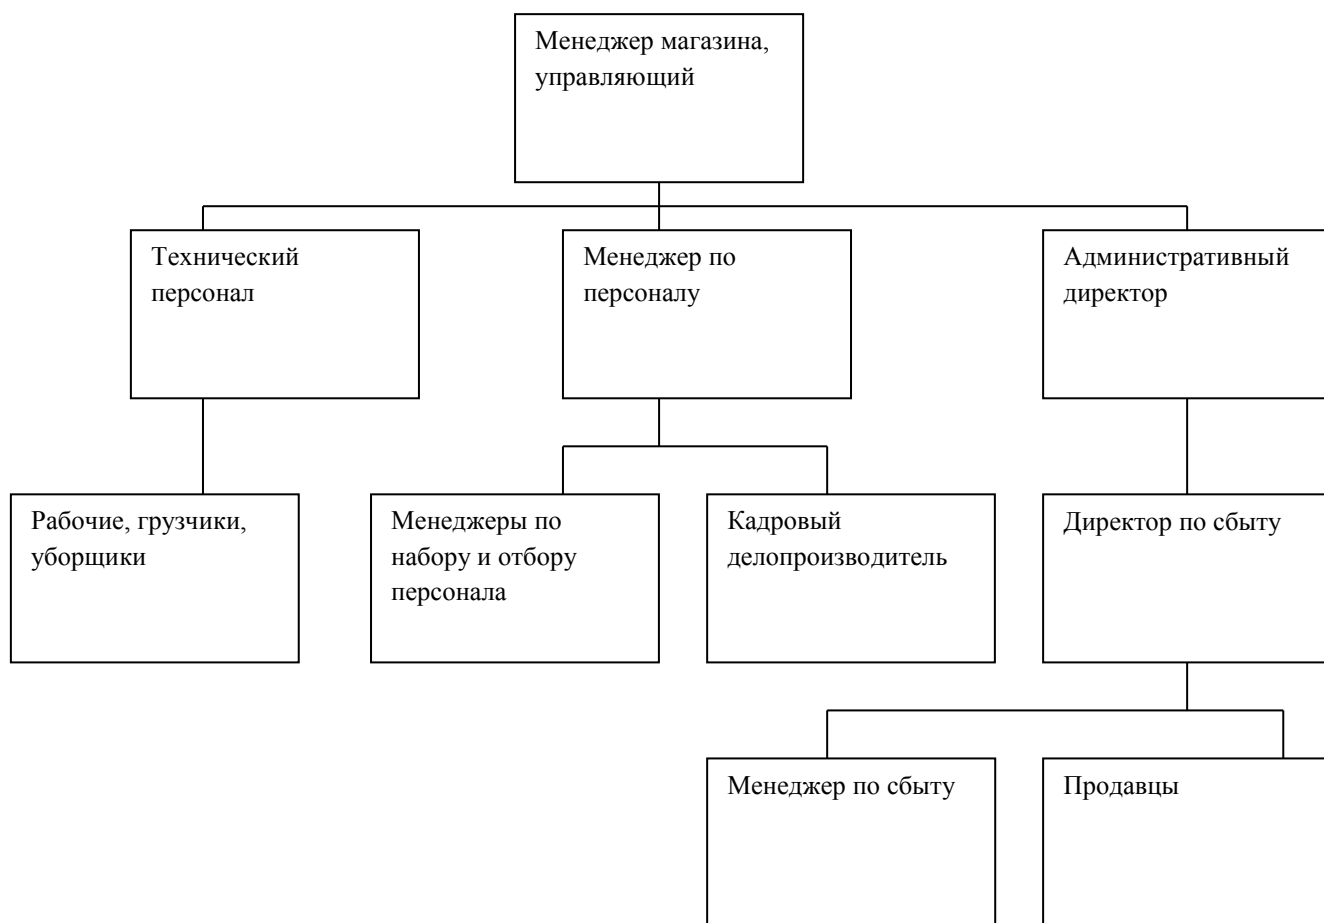 Менеджер магазина,
управляющий
Технический
персонал
Менеджер по
персоналу
Административный
директор
Рабочие, грузчики,
уборщики
Менеджеры по
набору и отбору
персонала
Кадровый
делопроизводитель
Директор по сбыту
Менеджер по сбыту
Продавцы